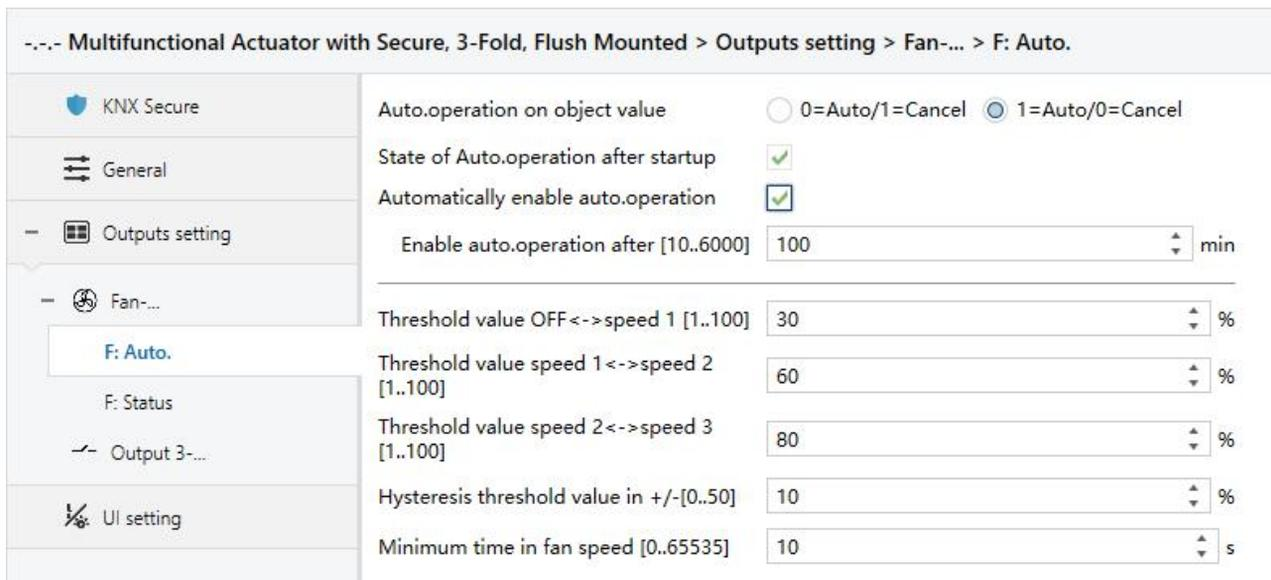 -.-.- Multifunctional Actuator with Secure, 3-Fold, Flush Mounted > Outputs setting > Fan-... > F: Auto.
KNX Secure
General
Outputs setting
Fan-...
F: Auto.
F: Status
Output 3-...
UI setting
Auto.operation on object value 0=Auto/1=Cancel 1=Auto/0=Cancel
State of Auto.operation after startup
Automatically enable auto.operation
Enable auto.operation after [10..6000] 100 min
Threshold value OFF<->speed 1 [1..100] 30 %
Threshold value speed 1<->speed 2
[1..100] 60 %
Threshold value speed 2<->speed 3
[1..100] 80 %
Hysteresis threshold value in +/-[0..50] 10 %
Minimum time in fan speed [0..65535] 10 s